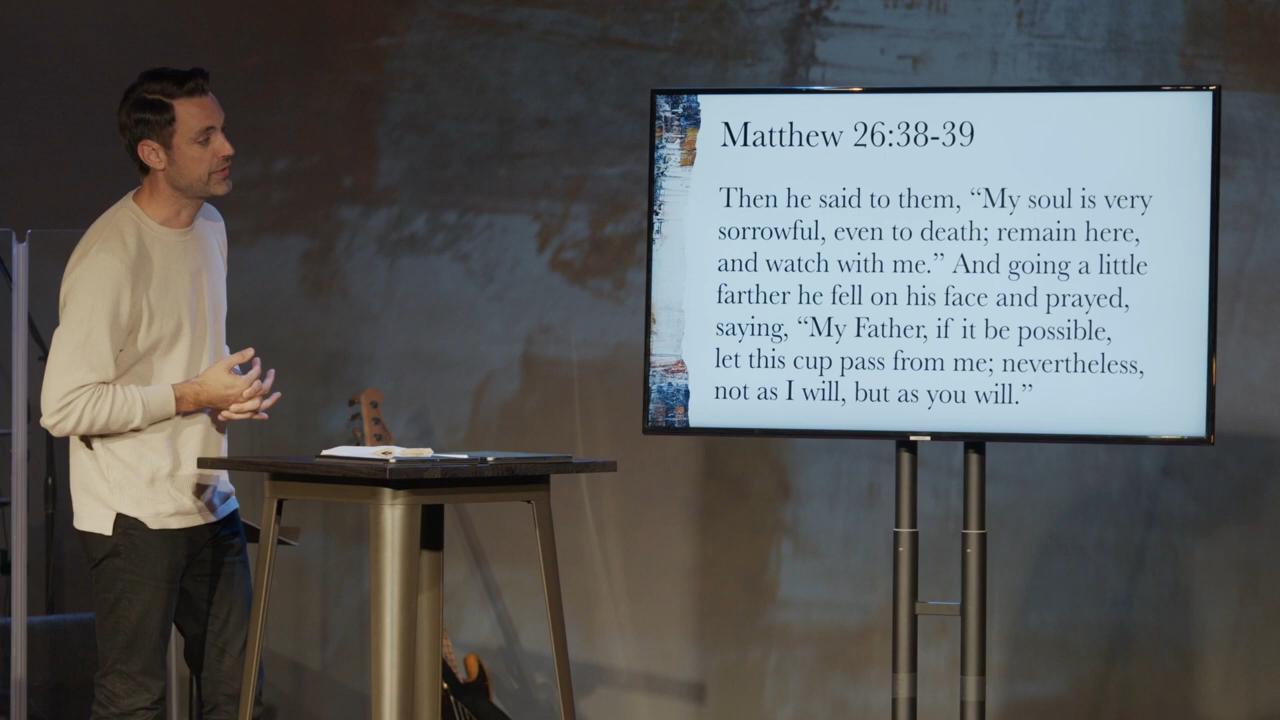 Matthew 26:38-39
Then he said to them, “My soul is very
sorrowful, even to death; remain here,
and watch with me.” And going a little
farther he fell on his face and prayed,
saying, “My Father, if it be possible,
let this cup pass from me; nevertheless,
not as I will, but as you will.”